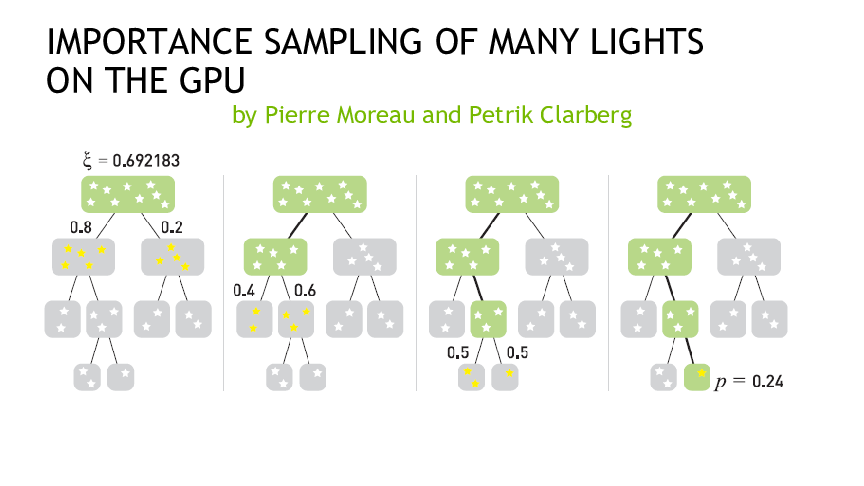 IMPORTANCE SAMPLING OF MANY LIGHTS
ON THE GPU
by Pierre Moreau and Petrik Clarberg
ξ = 0.692183
0.8 0.2
0.4 0.6
0.5 0.5
p = 0.24